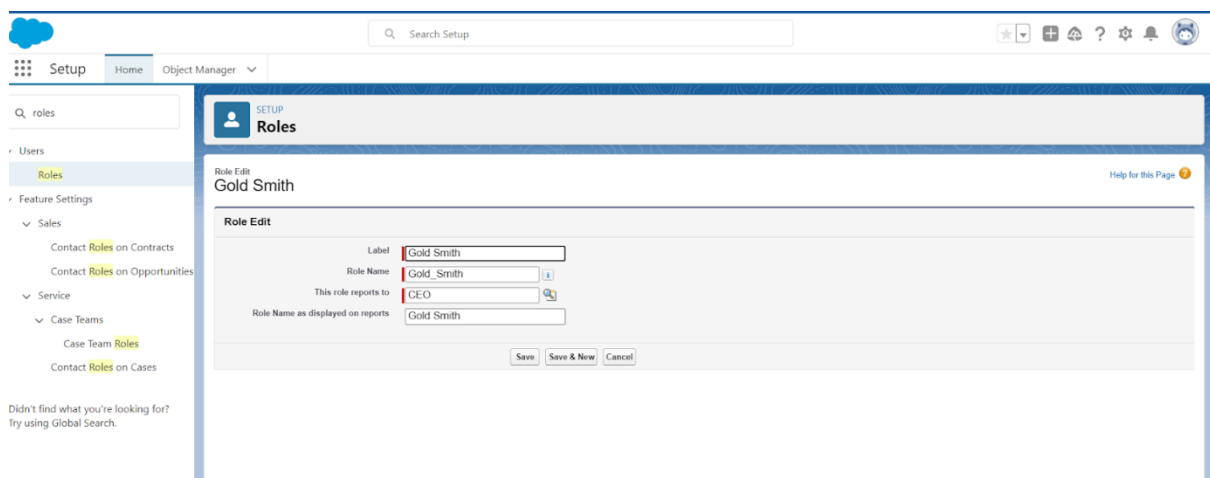 Search Setup
Setup Home Object Manager
roles
Users
Roles
Feature Settings
Sales
Contact Roles on Contracts
Contact Roles on Opportunities
Service
Case Teams
Case Team Roles
Contact Roles on Cases
Didn't find what you're looking for?
Try using Global Search.
SETUP
Roles
Role Edit
Gold Smith
Help for this Page
Role Edit
Label Gold Smith
Role Name Gold_Smith
This role reports to CEO
Role Name as displayed on reports Gold Smith
Save Save & New Cancel